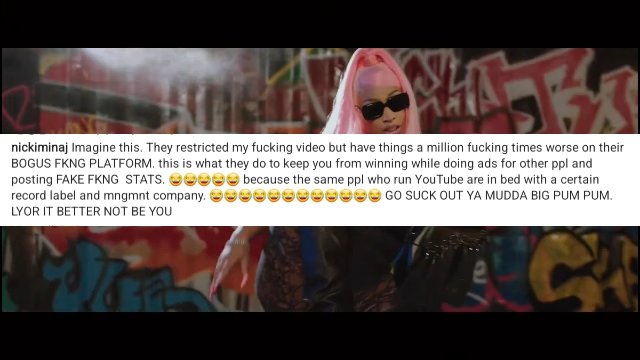 nickiminaj Imagine this. They restricted my fucking video but have things a million fucking times worse on their
BOGUS FKNG PLATFORM. this is what they do to keep you from winning while doing ads for other ppl and
posting FAKE FKNG STATS. 😂😂😂😂😂 because the same ppl who run YouTube are in bed with a certain
record label and mngmnt company. 😂😂😂😂😂😂😂😂😂😂😂😂 GO SUCK OUT YA MUDDA BIG PUM PUM.
LYOR IT BETTER NOT BE YOU